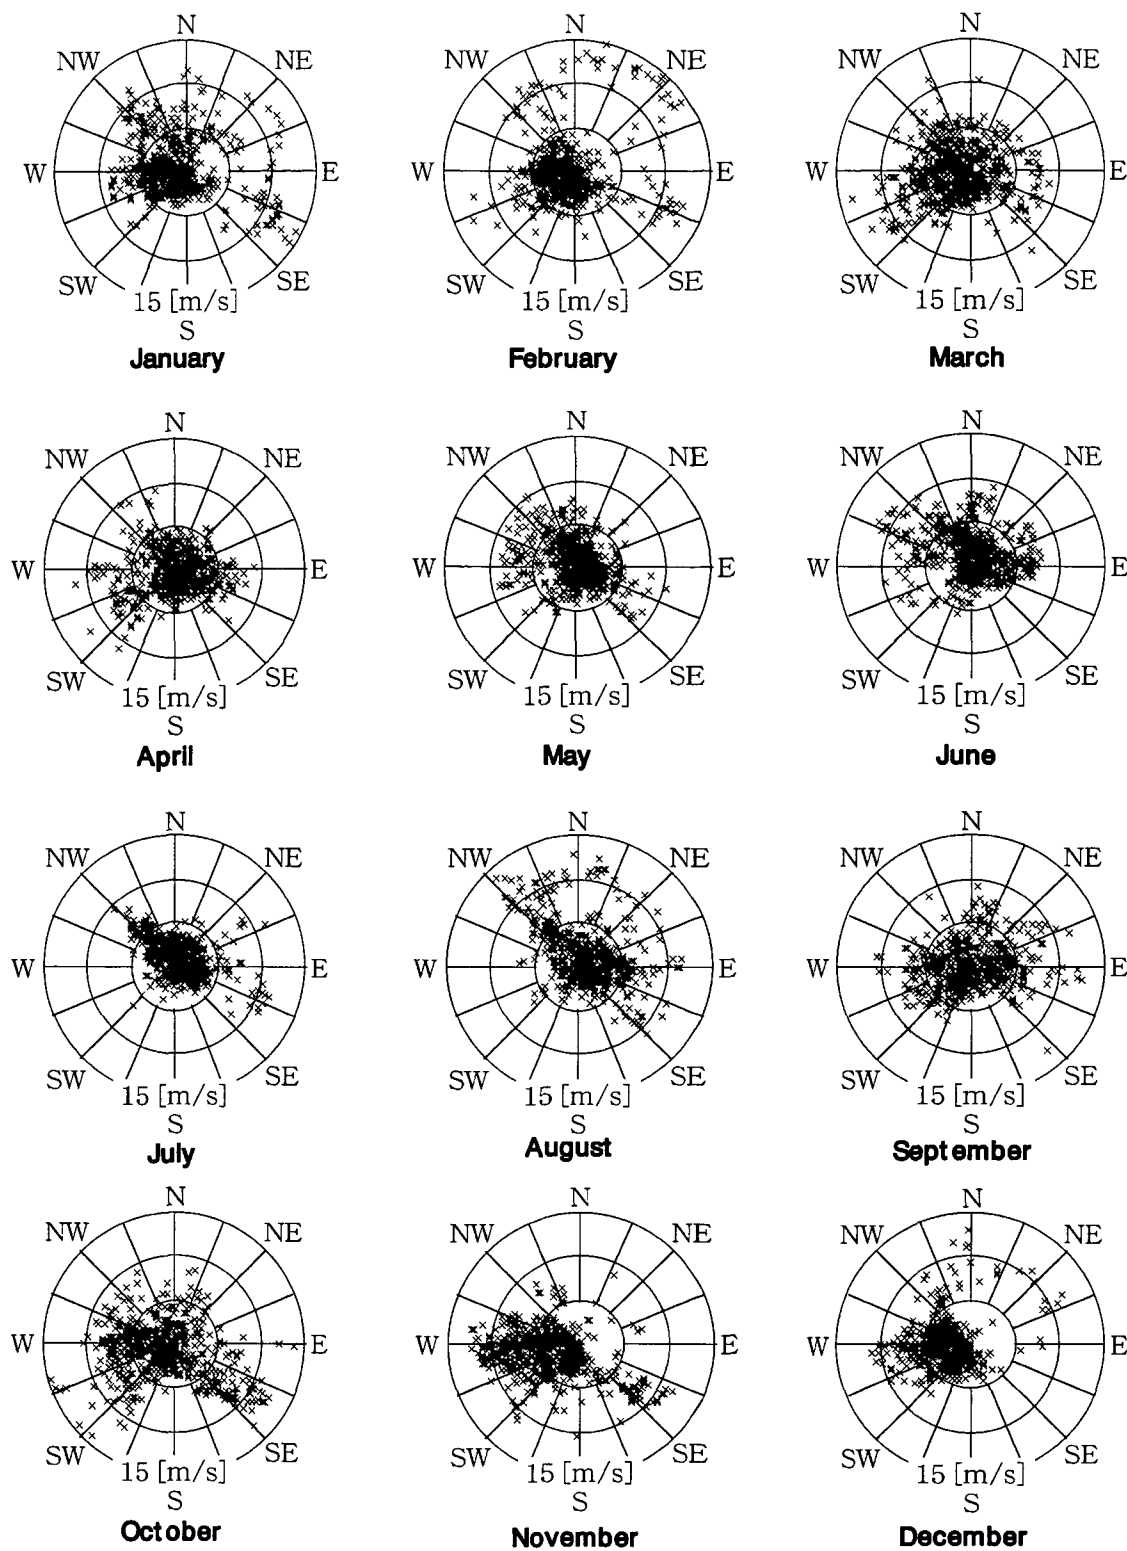 N N N
NW NE NW NE NW NE
W E W E W E
SW SE SW SE SW SE
15 [m/s] 15 [m/s] 15 [m/s]
S S S
January February March
N N N
NW NE NW NE NW NE
W E W E W E
SW SE SW SE SW SE
15 [m/s] 15 [m/s] 15 [m/s]
S S S
April May June
N N N
NW NE NW NE NW NE
W E W E W E
SW SE SW SE SW SE
15 [m/s] 15 [m/s] 15 [m/s]
S S S
July August September
N N N
NW NE NW NE NW NE
W E W E W E
SW SE SW SE SW SE
15 [m/s] 15 [m/s] 15 [m/s]
S S S
October November December